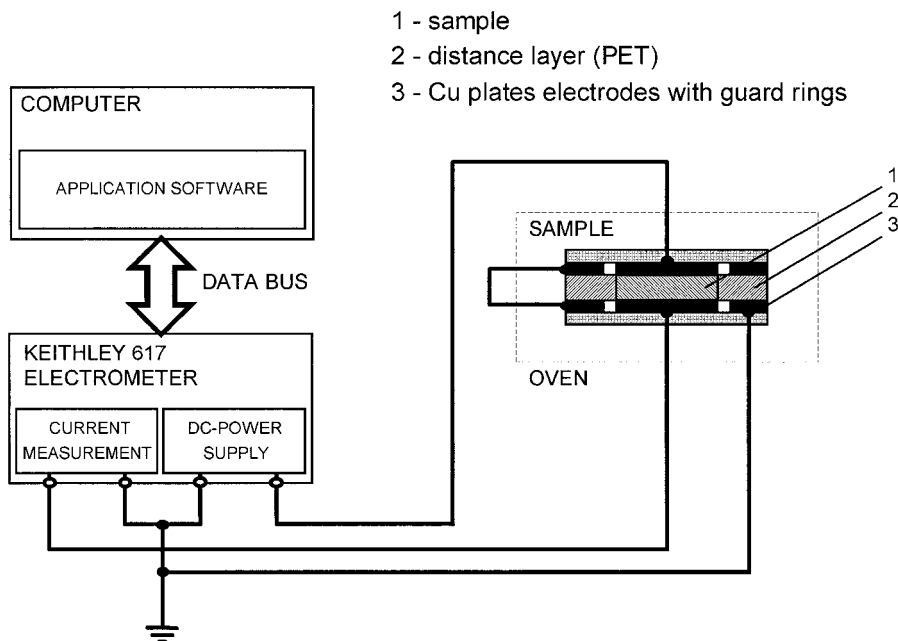 1 - sample
2 - distance layer (PET)
3 - Cu plates electrodes with guard rings
COMPUTER
APPLICATION SOFTWARE
DATA BUS
KEITHLEY 617
ELECTROMETER
CURRENT
MEASUREMENT
DC-POWER
SUPPLY
SAMPLE
OVEN
1
2
3